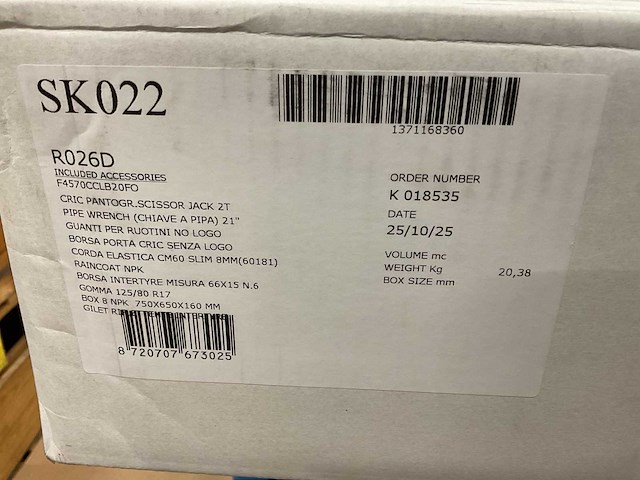 SK022
1371168360
R026D
INCLUDED ACCESSORIES
F4570CCLB20FO
CRIC PANTOGR.SCISSOR JACK 2T
PIPE WRENCH (CHIAVE A PIPA) 21"
GUANTI PER RUOTINI NO LOGO
BORSA PORTA CRIC SENZA LOGO
CORDA ELASTICA CM60 SLIM 8MM(60181)
RAINCOAT NPK
BORSA INTERTYRE MISURA 66X15 N.6
GOMMA 125/80 R17
BOX 8 NPK 750X650X160 MM
GILET
8 720707 673025
ORDER NUMBER
K 018535
DATE
25/10/25
VOLUME mc
WEIGHT Kg 20,38
BOX SIZE mm